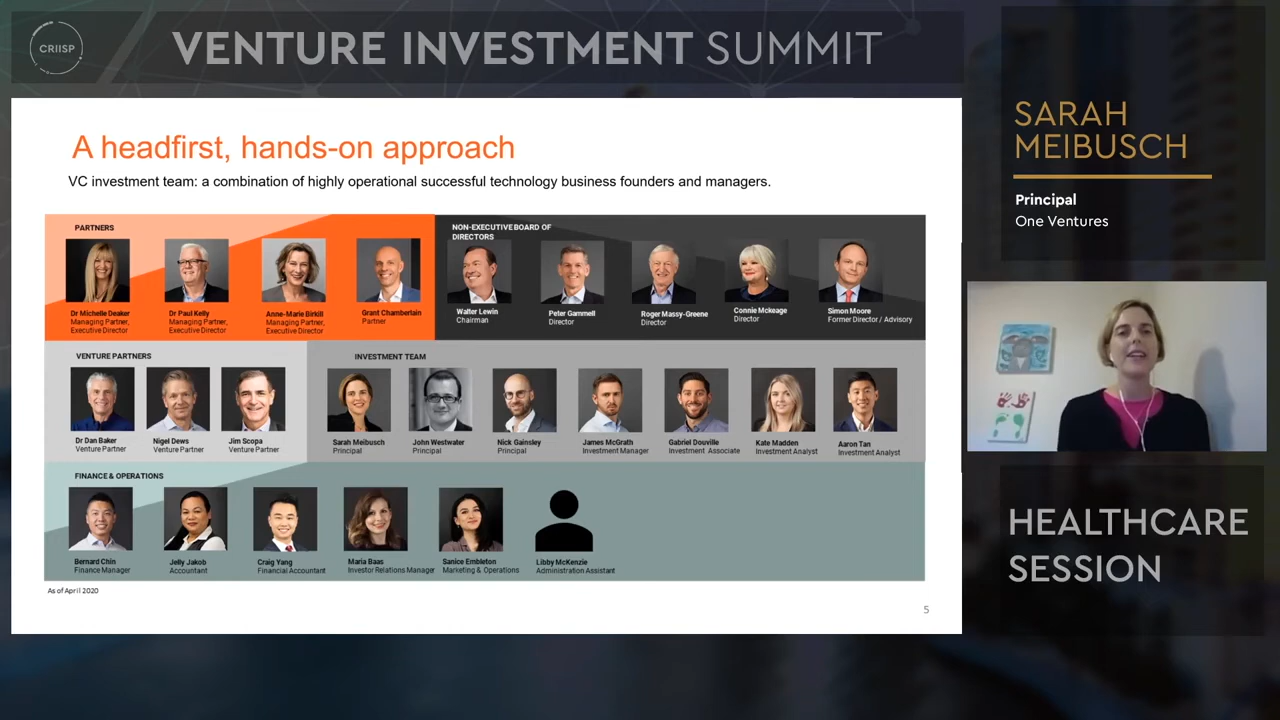 CRIISP
VENTURE INVESTMENT SUMMIT
A headfirst, hands-on approach
VC investment team: a combination of highly operational successful technology business founders and managers.
PARTNERS
Dr Michelle Deaker
Managing Partner,
Executive Director
Dr Paul Kelly
Managing Partner,
Executive Director
Anne-Marie Birkill
Managing Partner,
Executive Director
Grant Chamberlain
Partner
NON-EXECUTIVE BOARD OF
DIRECTORS
Walter Lewin
Chairman
Peter Gammell
Director
Roger Massy-Greene
Director
Connie Mckeage
Director
Simon Moore
Former Director / Advisory
VENTURE PARTNERS
Dr Dan Baker
Venture Partner
Nigel Dews
Venture Partner
Jim Scopa
Venture Partner
INVESTMENT TEAM
Sarah Meibusch
Principal
John Westwater
Principal
Nick Gainsley
Principal
James McGrath
Investment Manager
Gabriel Douville
Investment Associate
Kate Madden
Investment Analyst
Aaron Tan
Investment Analyst
FINANCE & OPERATIONS
Bernard Chin
Finance Manager
Jelly Jakob
Accountant
Craig Yang
Financial Accountant
Maria Baas
Investor Relations Manager
Sanice Embleton
Marketing & Operations
Libby McKenzie
Administration Assistant
As of April 2020
5
SARAH
MEIBUSCH
Principal
One Ventures
HEALTHCARE
SESSION